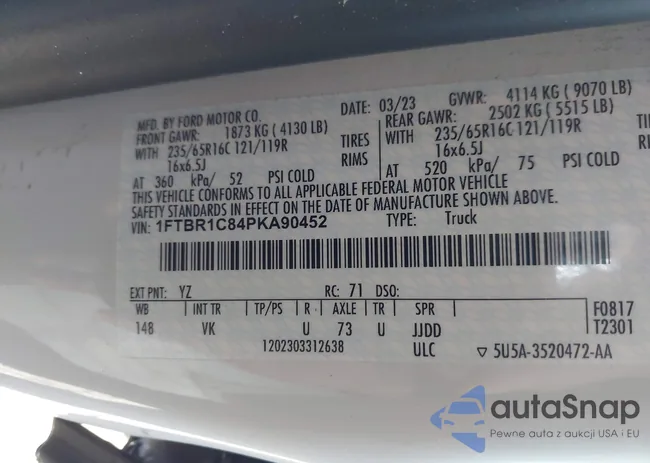 MFD. BY FORD MOTOR CO.
DATE: 03/23 GVWR: 4114 KG ( 9070 LB)
FRONT GAWR: 1873 KG ( 4130 LB) REAR GAWR: 2502 KG ( 5515 LB)
WITH 235/65R16C 121/119R TIRES WITH 235/65R16C 121/119R TIRES
16x6.5J RIMS 16x6.5J RIMS
AT 360 kPa/ 52 PSI COLD AT 520 kPa/ 75 PSI COLD
THIS VEHICLE CONFORMS TO ALL APPLICABLE FEDERAL MOTOR VEHICLE
SAFETY STANDARDS IN EFFECT ON THE DATE OF MANUFACTURE SHOWN ABOVE.
VIN: 1FTBR1C84PKA90452 TYPE: Truck
EXT PNT: YZ RC: 71 DSO:
WB INT TR TP/PS R AXLE TR SPR F0817
148 VK U 73 U JJDD T2301
1202303312638 ULC ▽ 5U5A-3520472-AA
autaSnap
Pewne auta z aukcji USA i EU